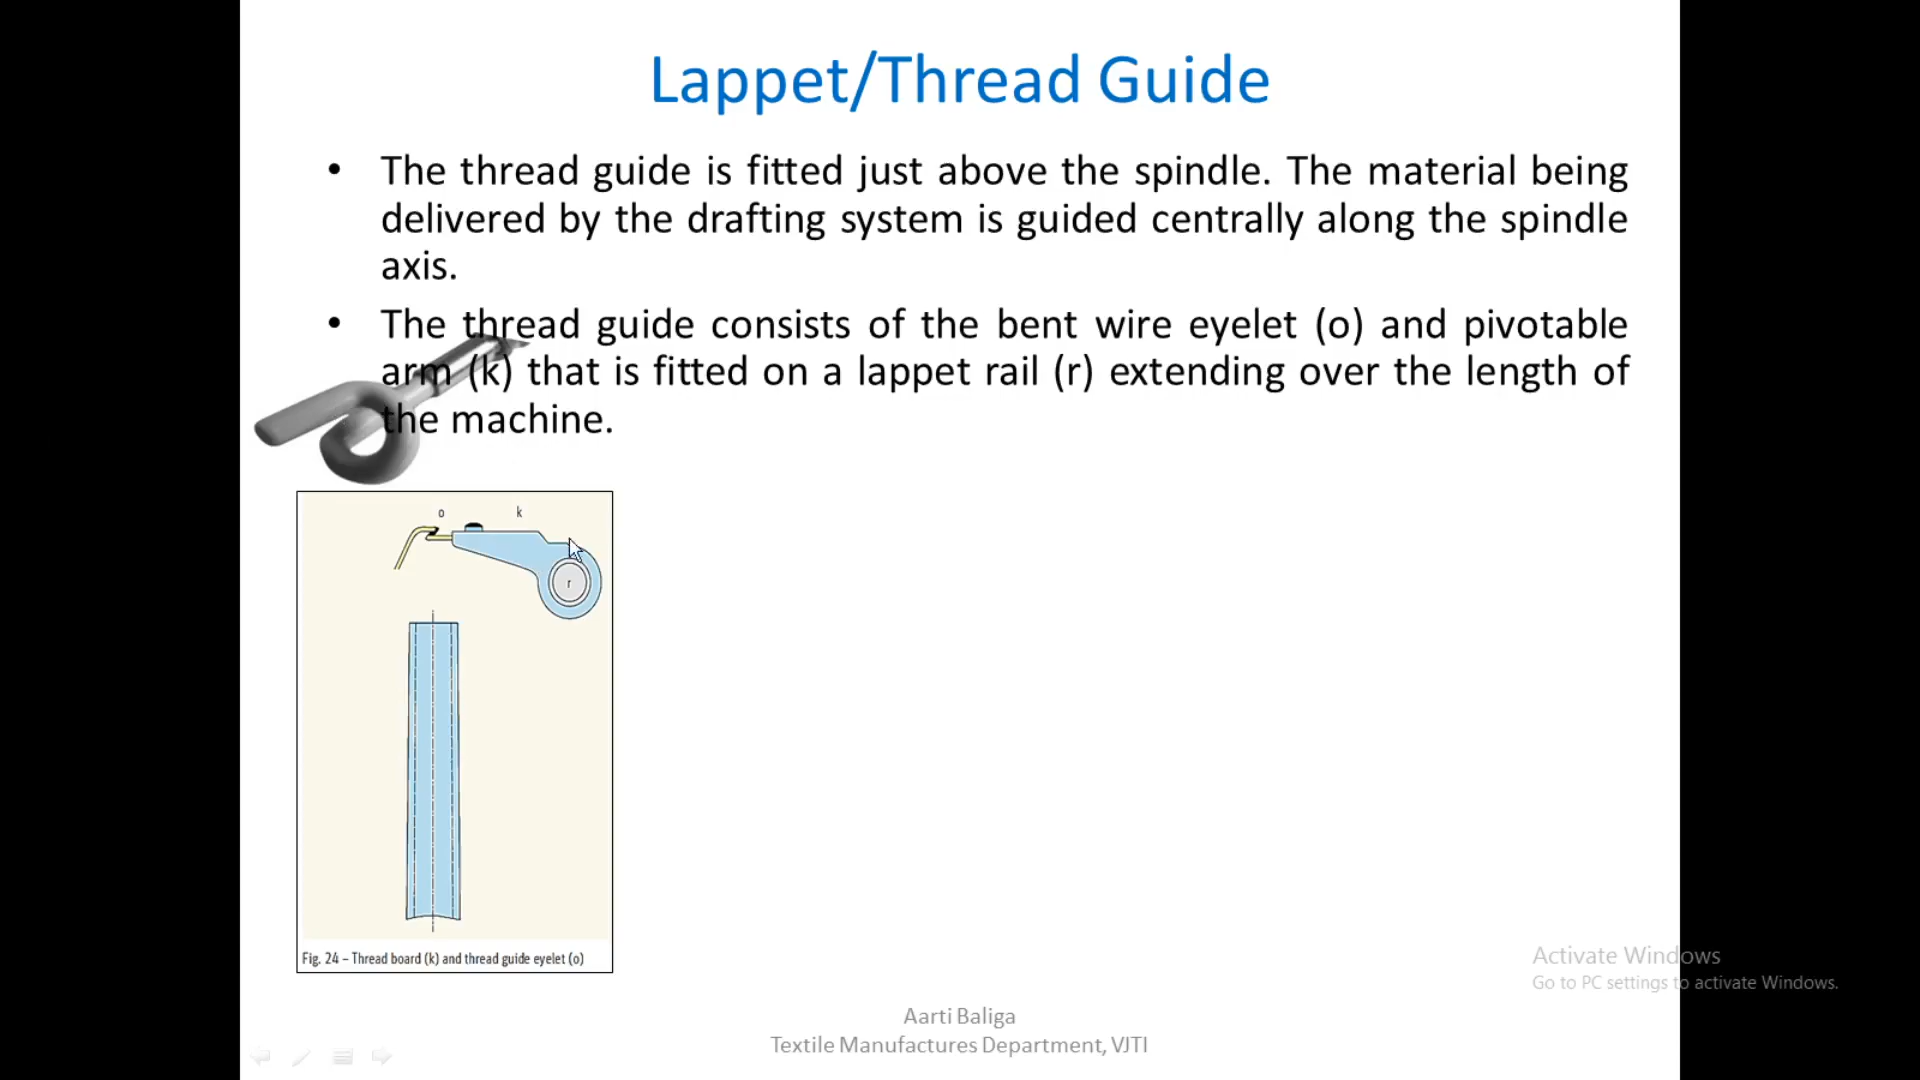 Lappet/Thread Guide
• The thread guide is fitted just above the spindle. The material being
delivered by the drafting system is guided centrally along the spindle
axis.
• The thread guide consists of the bent wire eyelet (o) and pivotable
arm (k) that is fitted on a lappet rail (r) extending over the length of
the machine.
o k
r
Fig. 24 – Thread board (k) and thread guide eyelet (o)
Activate Windows
Go to PC settings to activate Windows.
Aarti Baliga
Textile Manufactures Department, VJTI